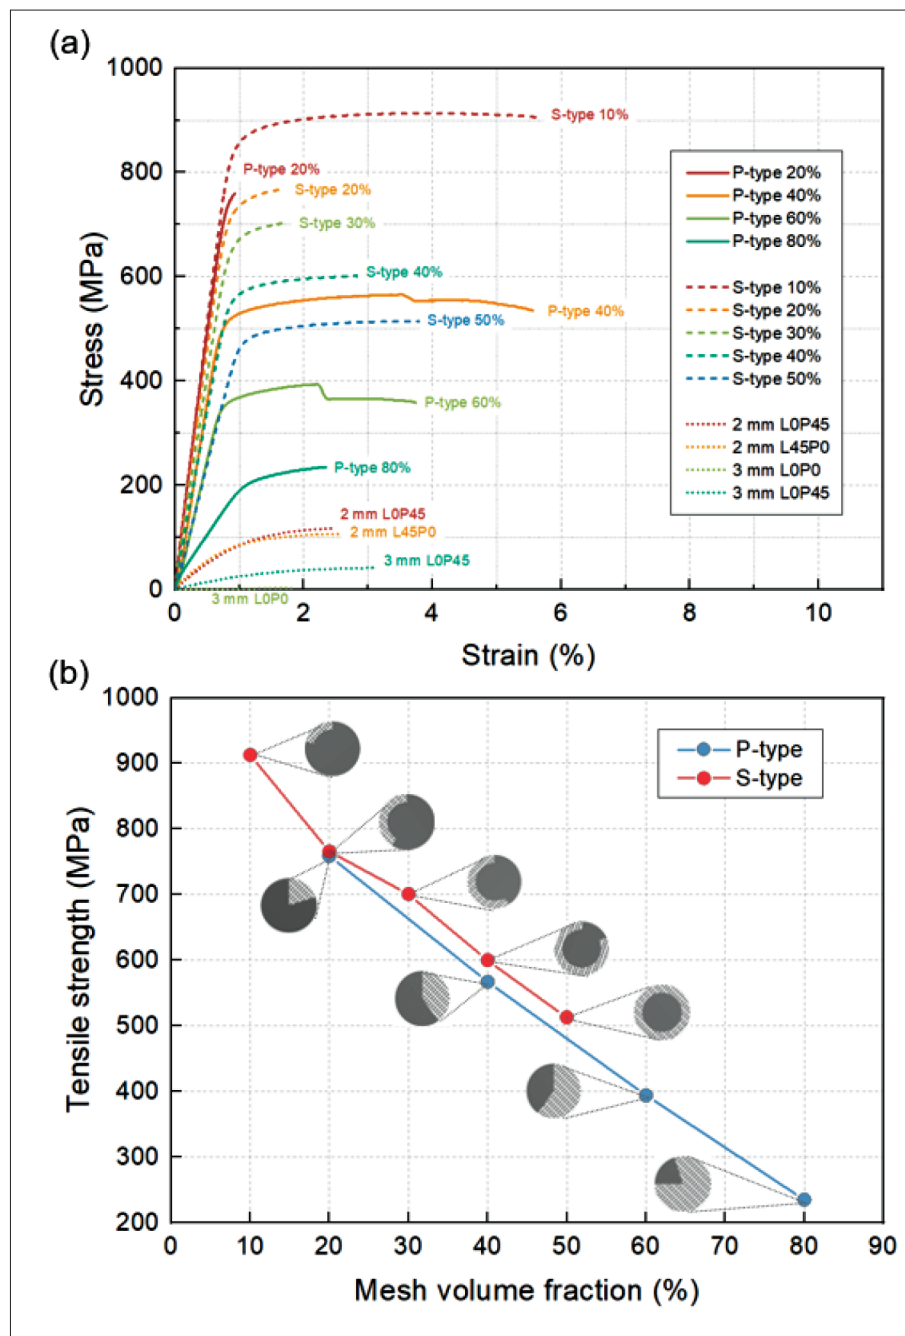 (a)
1000
800
600
400
200
0
Stress (MPa)
S-type 10%
P-type 20%
S-type 20%
S-type 30%
S-type 40%
P-type 40%
S-type 50%
P-type 60%
P-type 80%
2 mm L0P45
2 mm L45P0
3 mm L0P45
3 mm L0P0
P-type 20%
P-type 40%
P-type 60%
P-type 80%
S-type 10%
S-type 20%
S-type 30%
S-type 40%
S-type 50%
2 mm L0P45
2 mm L45P0
3 mm L0P0
3 mm L0P45
0 2 4 6 8 10
Strain (%)
(b)
1000
900
800
700
600
500
400
300
200
Tensile strength (MPa)
P-type
S-type
0 10 20 30 40 50 60 70 80 90
Mesh volume fraction (%)